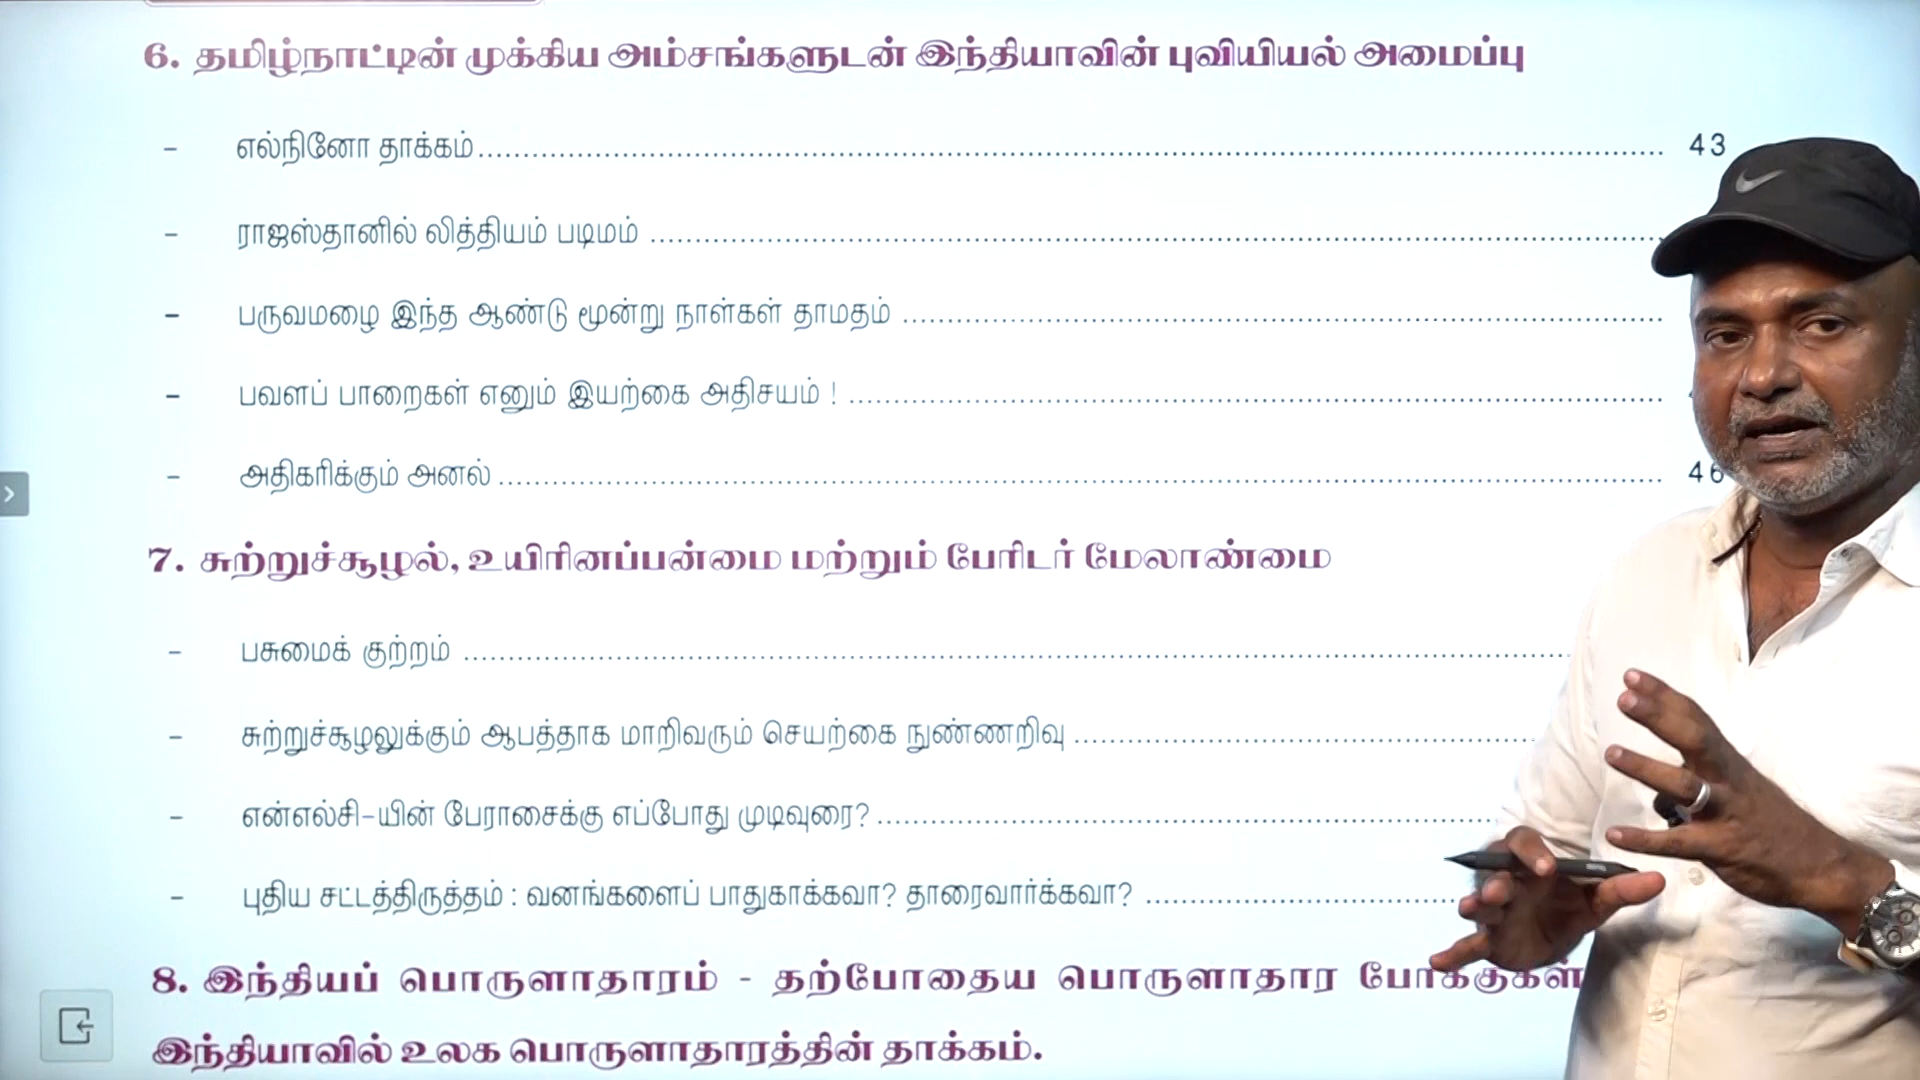 6. தமிழ்நாட்டின் முக்கிய அம்சங்களுடன் இந்தியாவின் புவியியல் அமைப்பு
- எல்நினோ தாக்கம் 43
- ராஜஸ்தானில் லித்தியம் படிமம்
- பருவமழை இந்த ஆண்டு மூன்று நாள்கள் தாமதம்
- பவளப் பாறைகள் எனும் இயற்கை அதிசயம் !
- அதிகரிக்கும் அனல் 46
7. சுற்றுச்சூழல், உயிரினப்பன்மை மற்றும் பேரிடர் மேலாண்மை
- பசுமைக் குற்றம்
- சுற்றுச்சூழலுக்கும் ஆபத்தாக மாறிவரும் செயற்கை நுண்ணறிவு
- என்எல்சி-யின் பேராசைக்கு எப்போது முடிவுரை?
- புதிய சட்டத்திருத்தம் : வனங்களைப் பாதுகாக்கவா? தாரைவார்க்கவா?
8. இந்தியப் பொருளாதாரம் - தற்போதைய பொருளாதார போக்குகள்
இந்தியாவில் உலக பொருளாதாரத்தின் தாக்கம்.